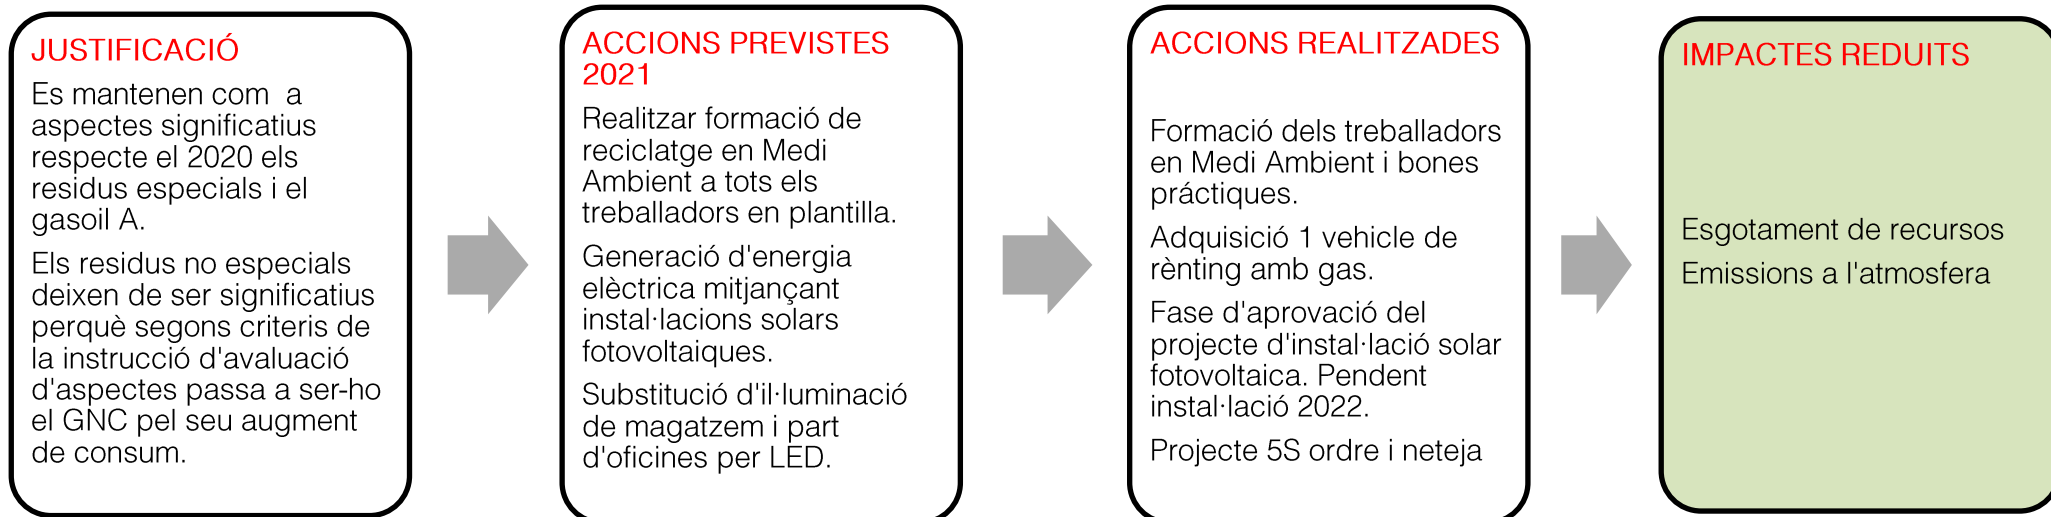 JUSTIFICACIÓ
Es mantenen com  a
aspectes significatius
respecte el 2020 els
residus especials i el
gasoil A.
Els residus no especials
deixen de ser significatius
perquè segons criteris de
la instrucció d'avaluació
d'aspectes passa a ser-ho
el GNC pel seu augment
de consum.
ACCIONS PREVISTES
2021
Realitzar formació de
reciclatge en Medi
Ambient a tots els
treballadors en plantilla.
Generació d'energia
elèctrica mitjançant
instal·lacions solars
fotovoltaiques.
Substitució d'il·luminació
de magatzem i part
d'oficines per LED.
ACCIONS REALITZADES
Formació dels treballadors
en Medi Ambient i bones
práctiques.
Adquisició 1 vehicle de
rènting amb gas.
Fase d'aprovació del
projecte d'instal·lació solar
fotovoltaica. Pendent
instal·lació 2022.
Projecte 5S ordre i neteja
IMPACTES REDUITS
Esgotament de recursos
Emissions a l'atmosfera